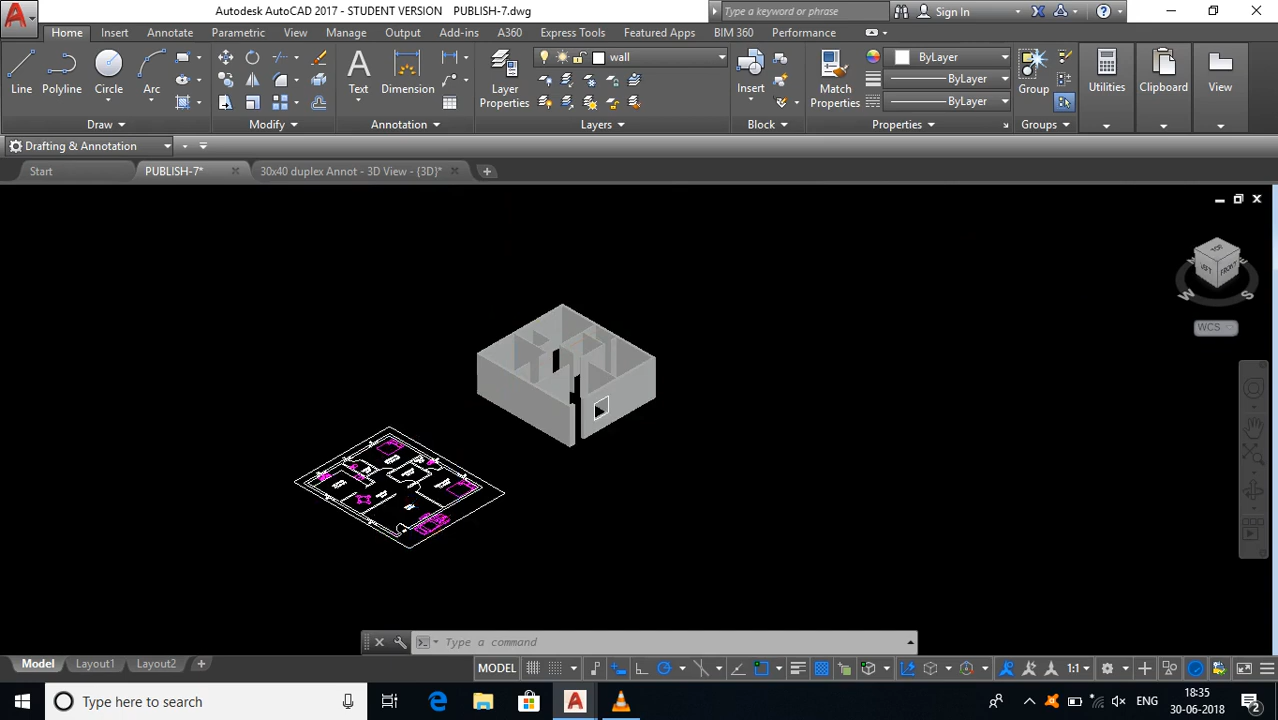 Autodesk AutoCAD 2017 - STUDENT VERSION PUBLISH-7.dwg
Type a keyword or phrase
Sign In
Home Insert Annotate Parametric View Manage Output Add-ins A360 Express Tools Featured Apps BIM 360 Performance
wall
ByLayer
ByLayer
ByLayer
Line Polyline Circle Arc
Text Dimension
Layer Properties
Insert
Match Properties
Group
Utilities
Clipboard
View
Draw Modify Annotation Layers Block Properties Groups
Drafting & Annotation
Start PUBLISH-7* 30x40 duplex Annot - 3D View - {3D}*
TOP
LEFT FRONT
W S
WCS
Type a command
Model Layout1 Layout2
MODEL 1:1
Type here to search
ENG
18:35
30-06-2018
2